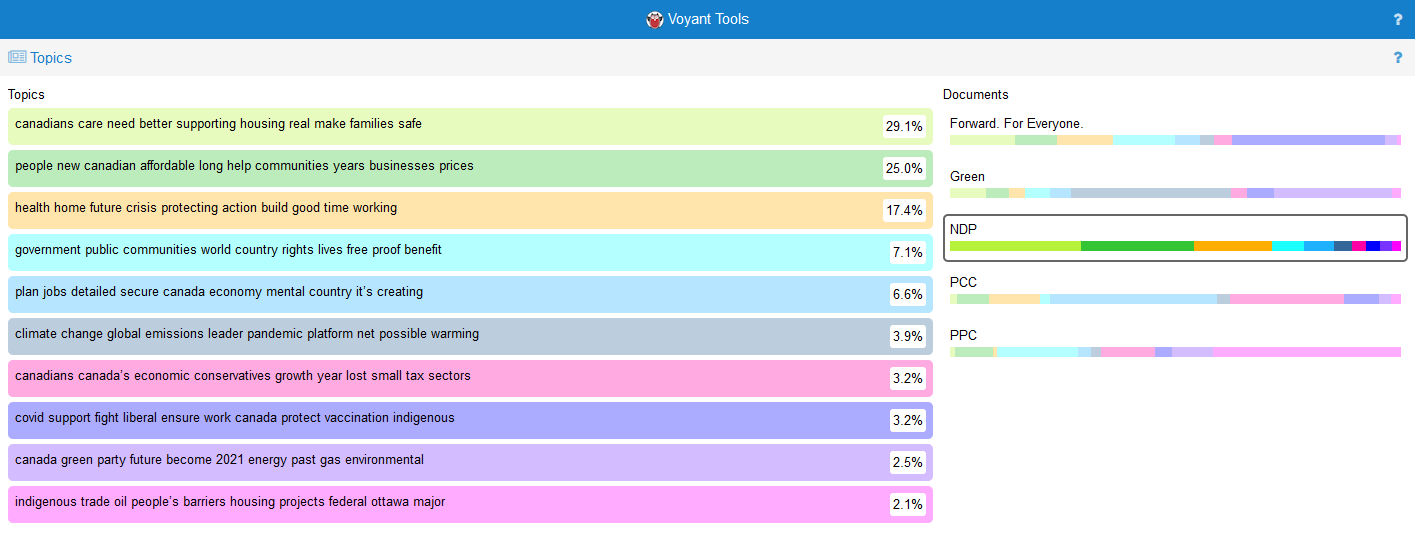 Voyant Tools
?
Topics
?
Topics
canadians care need better supporting housing real make families safe
29.1%
people new canadian affordable long help communities years businesses prices
25.0%
health home future crisis protecting action build good time working
17.4%
government public communities world country rights lives free proof benefit
7.1%
plan jobs detailed secure canada economy mental country it's creating
6.6%
climate change global emissions leader pandemic platform net possible warming
3.9%
canadians canada's economic conservatives growth year lost small tax sectors
3.2%
covid support fight liberal ensure work canada protect vaccination indigenous
3.2%
canada green party future become 2021 energy past gas environmental
2.5%
indigenous trade oil people's barriers housing projects federal ottawa major
2.1%
Documents
Forward. For Everyone.
Green
NDP
PCC
PPC